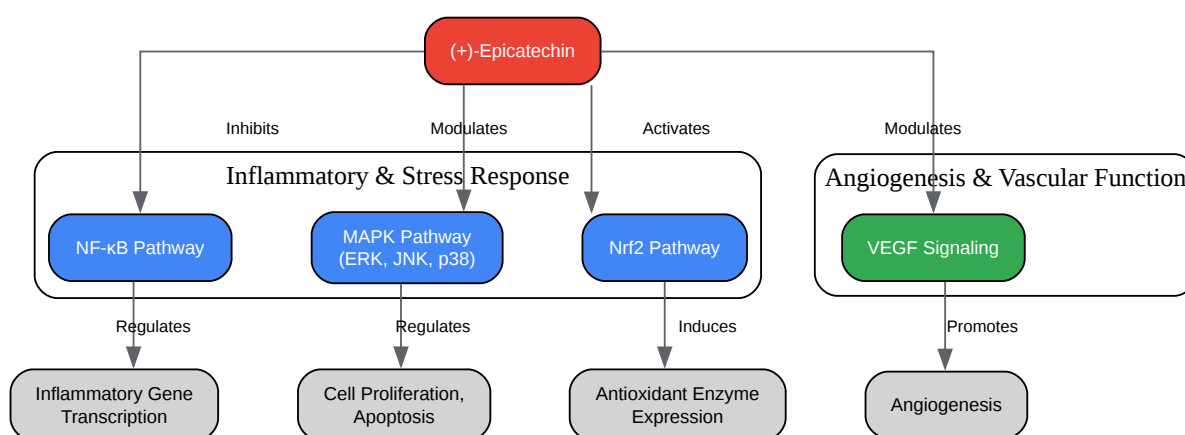 (+)-Epicatechin
Inhibits
Modulates
Activates
Modulates
Inflammatory & Stress Response
Angiogenesis & Vascular Function
NF-κB Pathway
MAPK Pathway
(ERK, JNK, p38)
Nrf2 Pathway
VEGF Signaling
Regulates
Regulates
Induces
Promotes
Inflammatory Gene
Transcription
Cell Proliferation,
Apoptosis
Antioxidant Enzyme
Expression
Angiogenesis